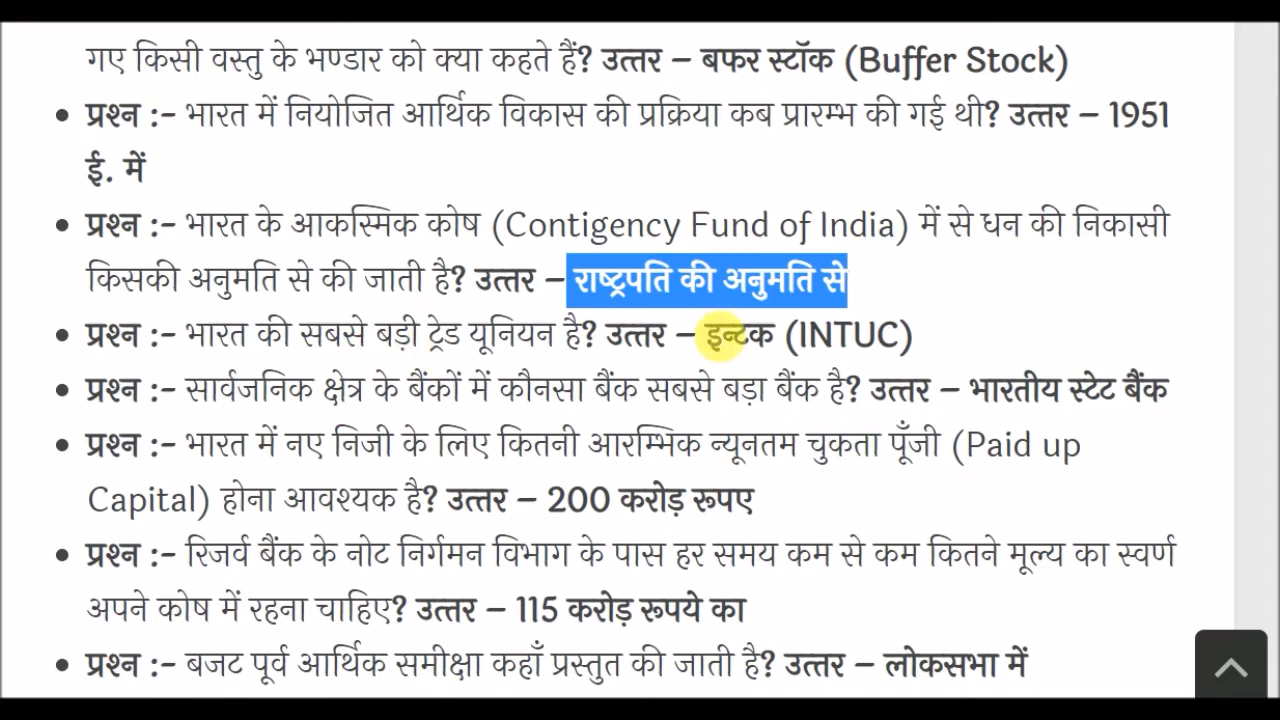 गए किसी वस्तु के भण्डार को क्या कहते हैं? उत्तर – बफर स्टॉक (Buffer Stock)
• प्रश्न :- भारत में नियोजित आर्थिक विकास की प्रक्रिया कब प्रारम्भ की गई थी? उत्तर – 1951
ई. में
• प्रश्न :- भारत के आकस्मिक कोष (Contigency Fund of India) में से धन की निकासी
किसकी अनुमति से की जाती है? उत्तर – राष्ट्रपति की अनुमति से
• प्रश्न :- भारत की सबसे बड़ी ट्रेड यूनियन है? उत्तर – इन्टक (INTUC)
• प्रश्न :- सार्वजनिक क्षेत्र के बैंकों में कौनसा बैंक सबसे बड़ा बैंक है? उत्तर – भारतीय स्टेट बैंक
• प्रश्न :- भारत में नए निजी के लिए कितनी आरम्भिक न्यूनतम चुकता पूँजी (Paid up
Capital) होना आवश्यक है? उत्तर – 200 करोड़ रूपए
• प्रश्न :- रिजर्व बैंक के नोट निर्गमन विभाग के पास हर समय कम से कम कितने मूल्य का स्वर्ण
अपने कोष में रहना चाहिए? उत्तर – 115 करोड़ रूपये का
• प्रश्न :- बजट पूर्व आर्थिक समीक्षा कहाँ प्रस्तुत की जाती है? उत्तर – लोकसभा में